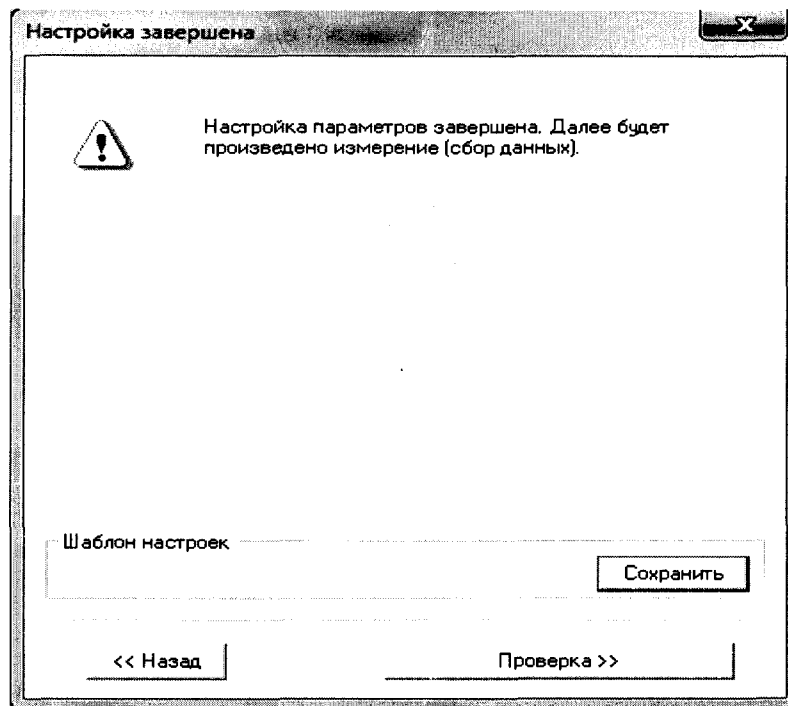 Настройка завершена
Настройка параметров завершена. Далее будет
произведено измерение (сбор данных).
Шаблон настроек
Сохранить
<< Назад
Проверка >>